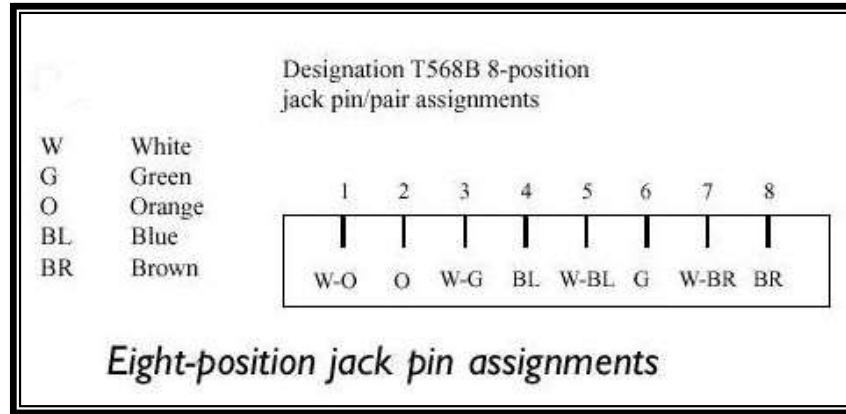 Designation T568B 8-position
jack pin/pair assignments
W White
G Green
O Orange
BL Blue
BR Brown
1 2 3 4 5 6 7 8
W-O O W-G BL W-BL G W-BR BR
Eight-position jack pin assignments